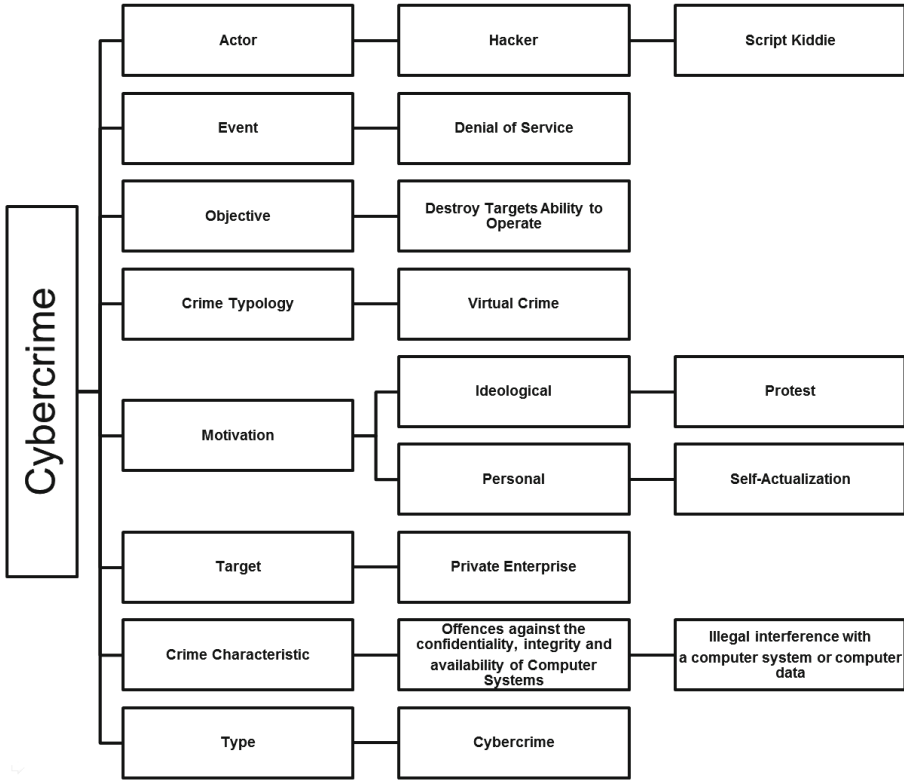 Cybercrime
Actor
Hacker
Script Kiddie
Event
Denial of Service
Objective
Destroy Targets Ability to
Operate
Crime Typology
Virtual Crime
Motivation
Ideological
Protest
Personal
Self-Actualization
Target
Private Enterprise
Crime Characteristic
Offences against the
confidentiality, integrity and
availability of Computer
Systems
Illegal interference with
a computer system or computer
data
Type
Cybercrime